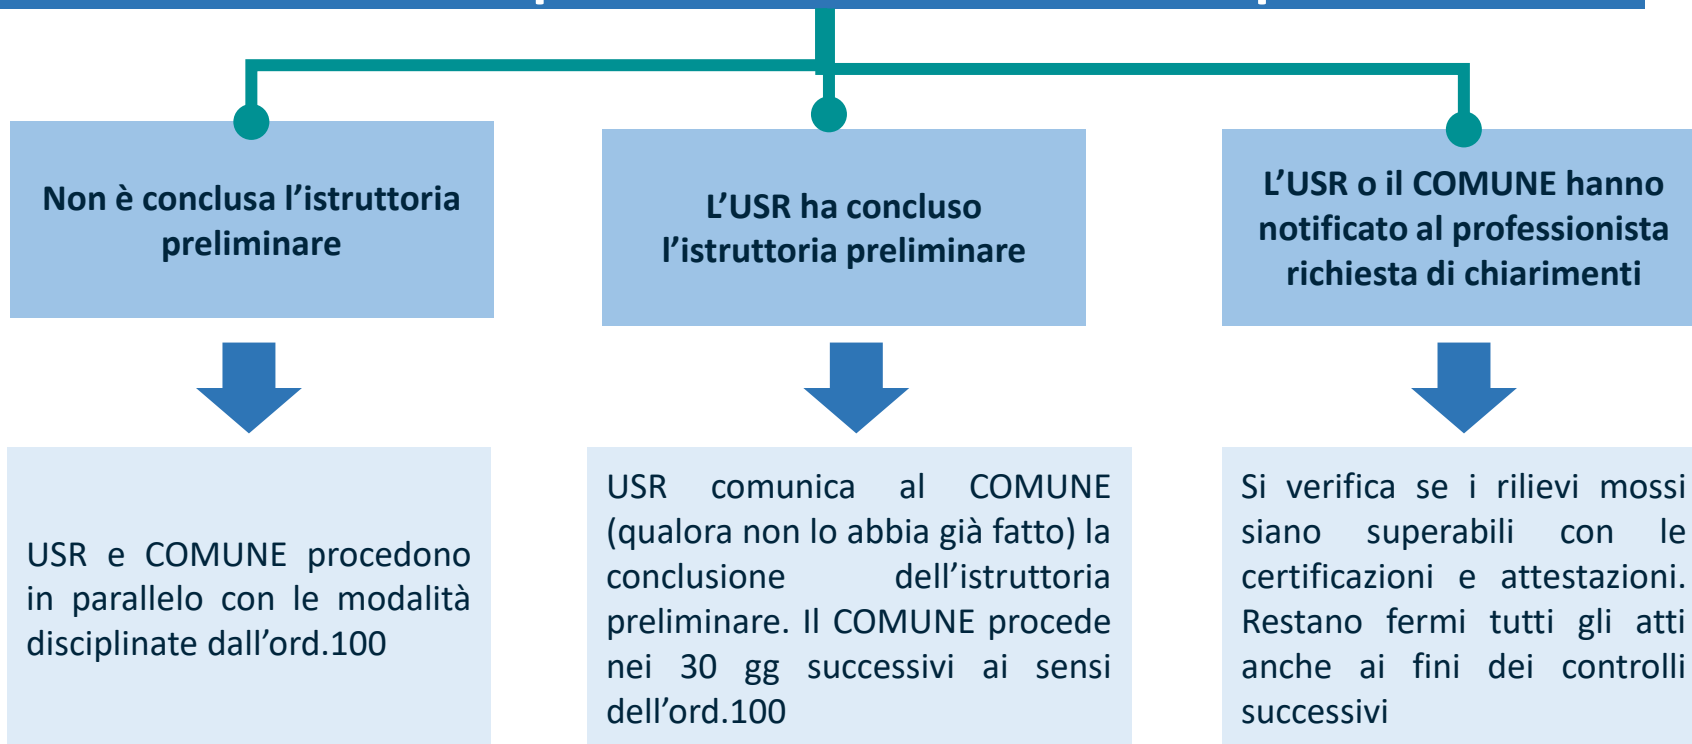 Non è conclusa l’istruttoria
preliminare
L’USR ha concluso
l’istruttoria preliminare
L’USR o il COMUNE hanno
notificato al professionista
richiesta di chiarimenti
USR e COMUNE procedono
in parallelo con le modalità
disciplinate dall’ord.100
USR comunica al COMUNE
(qualora non lo abbia già fatto) la
conclusione dell’istruttoria
preliminare. Il COMUNE procede
nei 30 gg successivi ai sensi
dell’ord.100
Si verifica se i rilievi mossi
siano superabili con le
certificazioni e attestazioni.
Restano fermi tutti gli atti
anche ai fini dei controlli
successivi